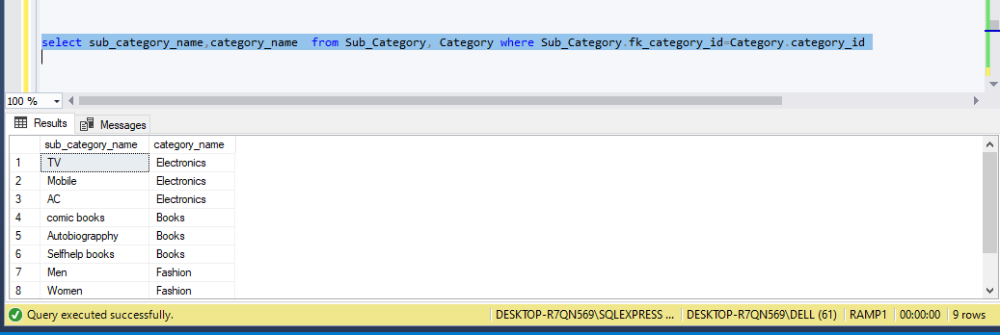 select sub_category_name,category_name  from Sub_Category, Category where Sub_Category.fk_category_id=Category.category_id
100 %
Results Messages
sub_category_name category_name
1 TV Electronics
2 Mobile Electronics
3 AC Electronics
4 comic books Books
5 Autobiograpphy Books
6 Selfhelp books Books
7 Men Fashion
8 Women Fashion
Query executed successfully. DESKTOP-R7QN569\SQLEXPRESS ... DESKTOP-R7QN569\DELL (61) RAMP1 00:00:00 9 rows